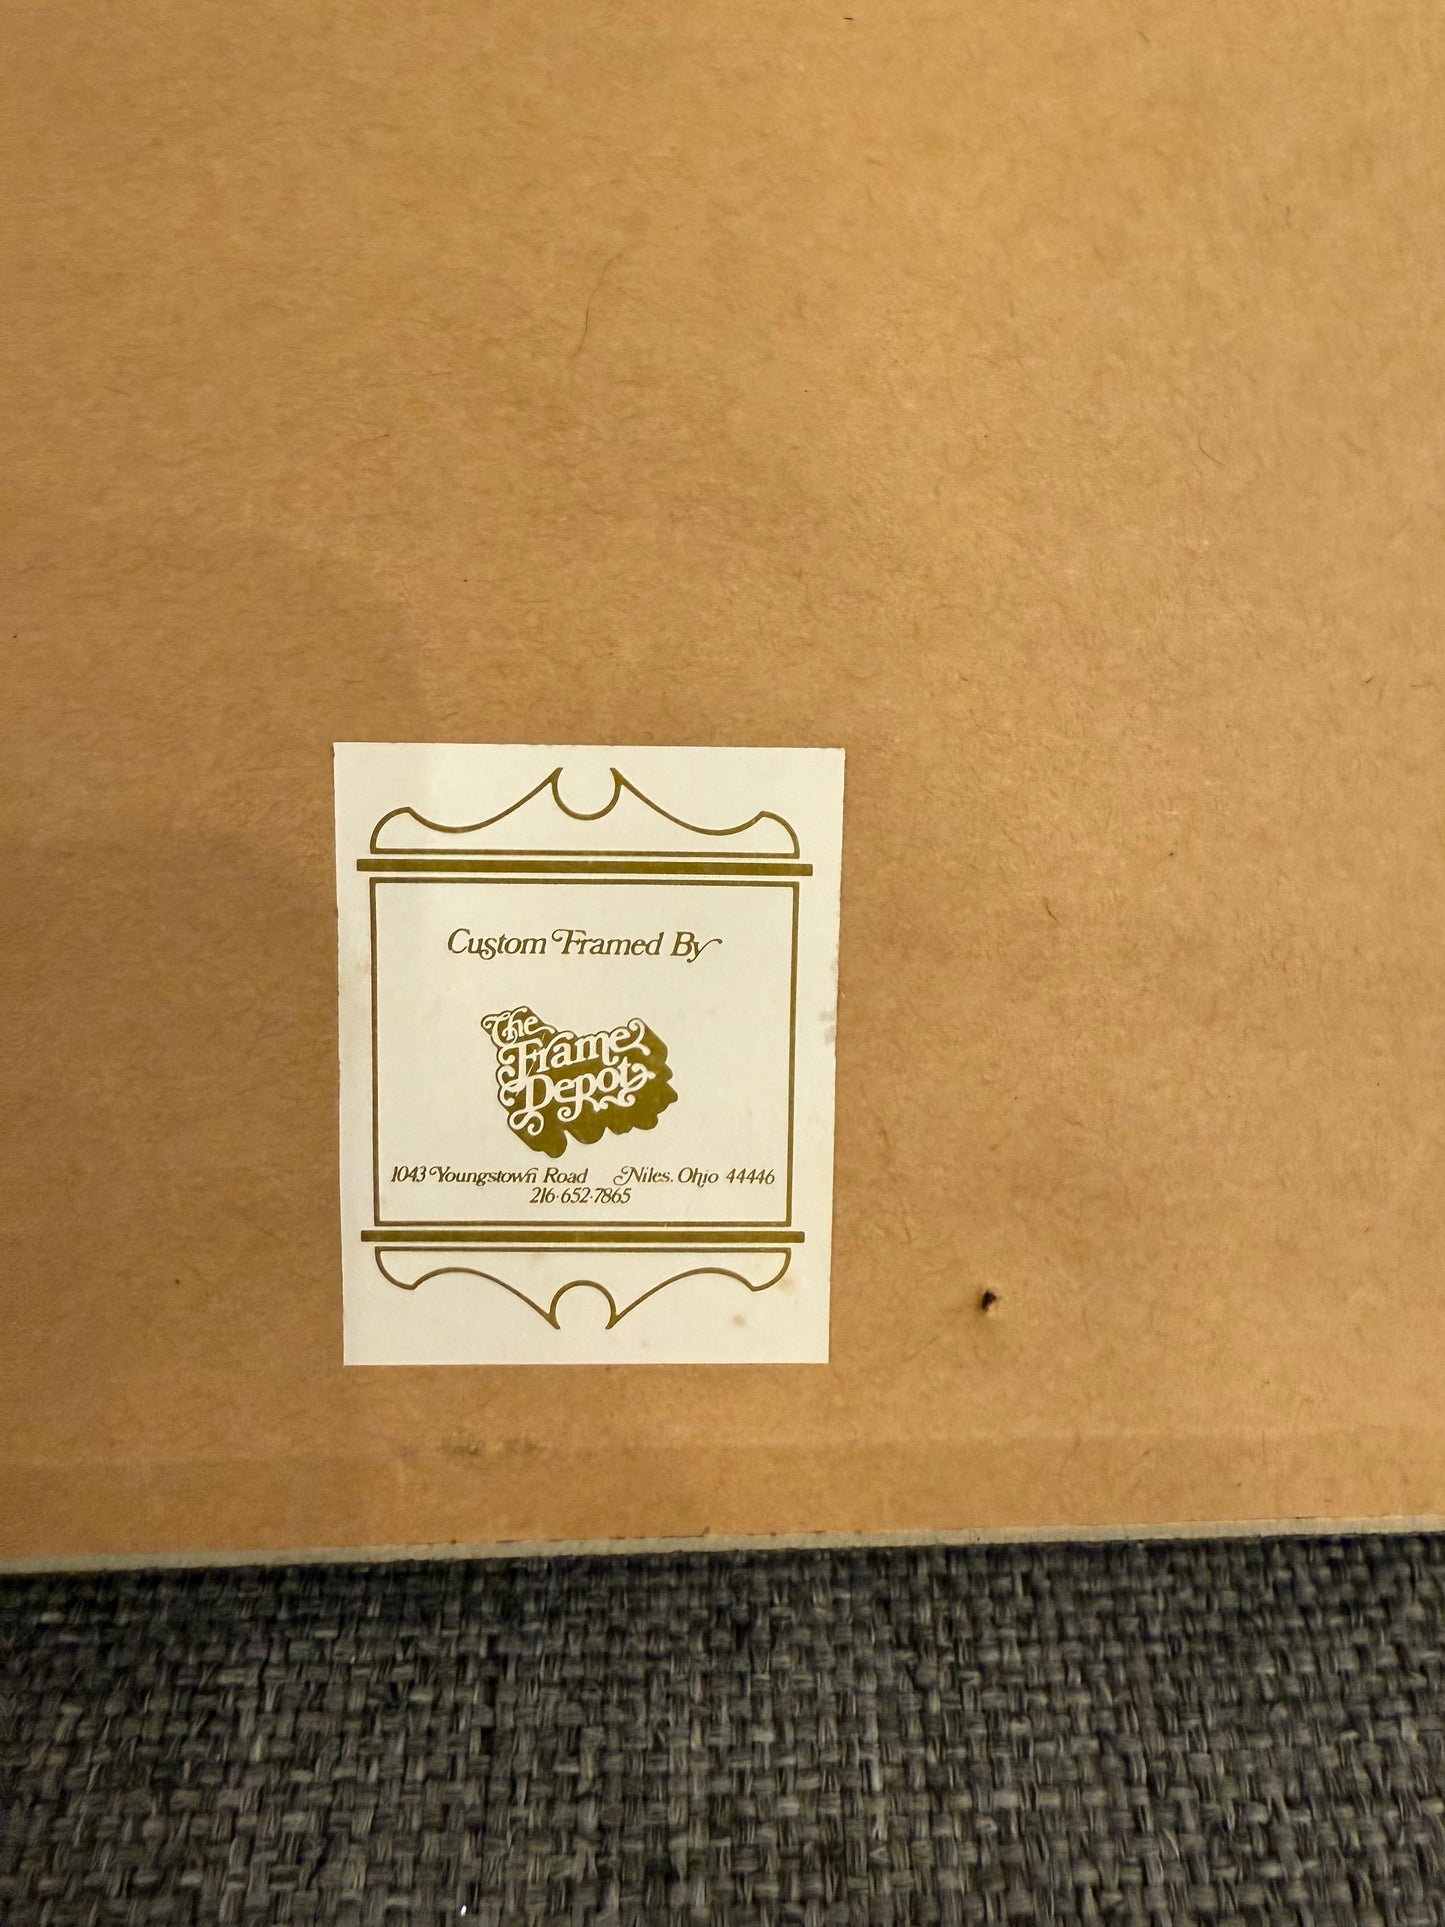 Custom Framed By
The
Frame
Depot
1043 Youngstown Road Niles, Ohio 44446
216-652-7865